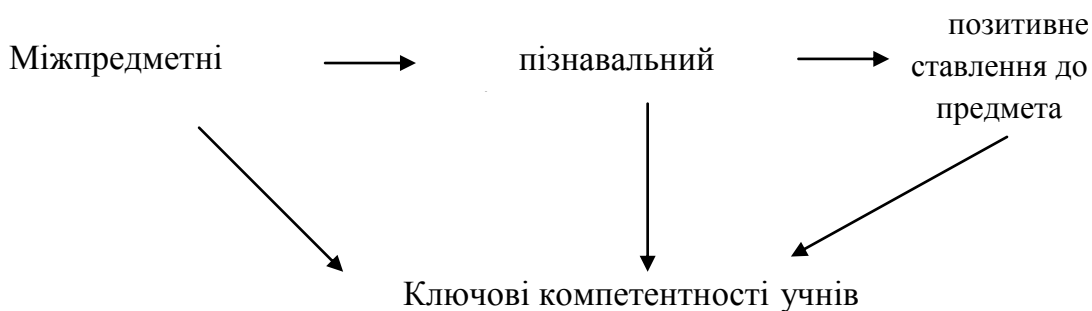 Міжпредметні
пізнавальний
позитивне
ставлення до
предмета
Ключові компетентності учнів